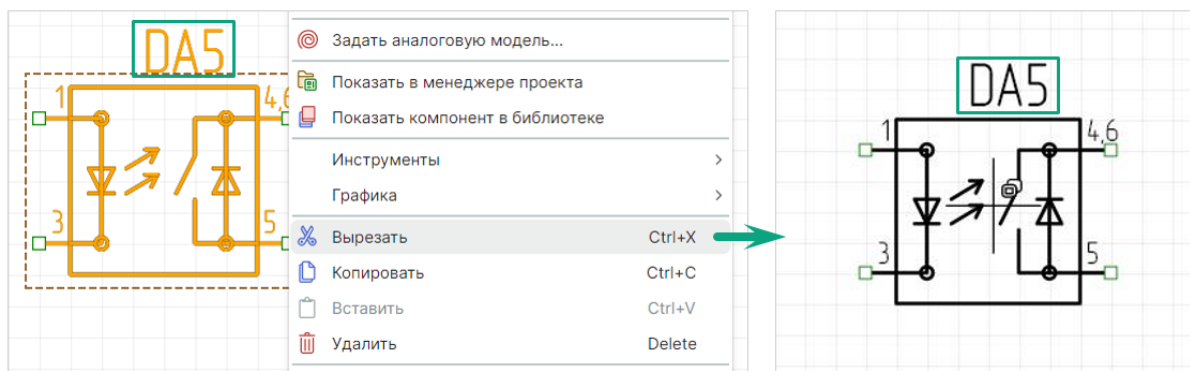 DA5
1
4,6
3
5
Задать аналоговую модель...
Показать в менеджере проекта
Показать компонент в библиотеке
Инструменты
Графика
Вырезать Ctrl+X
Копировать Ctrl+C
Вставить Ctrl+V
Удалить Delete
DA5
1
4,6
3
5